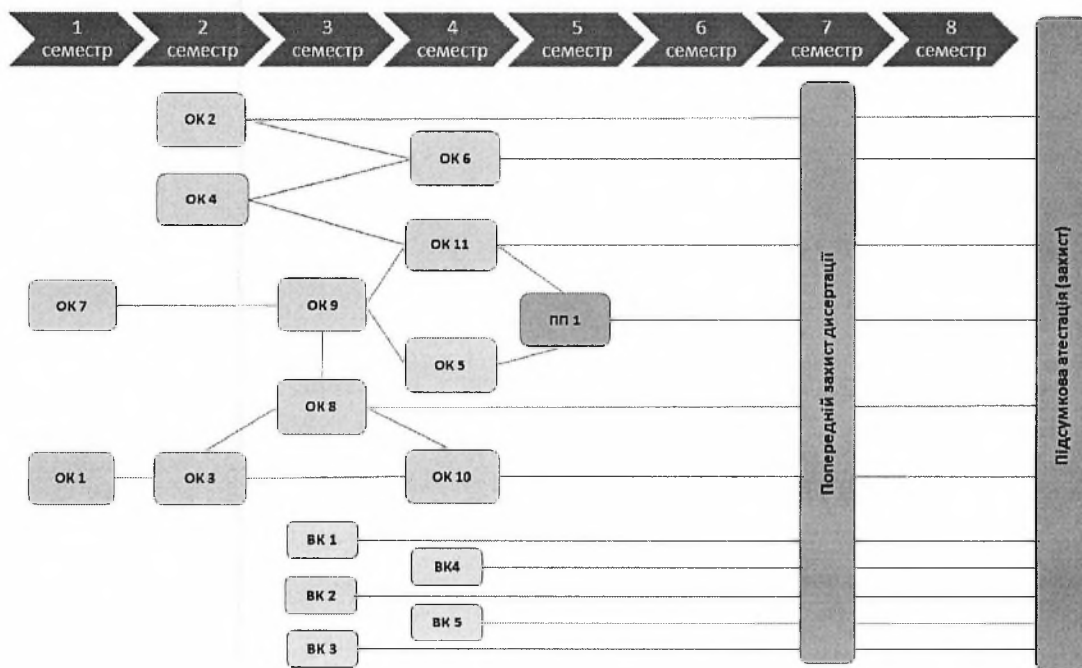 1 семестр
2 семестр
3 семестр
4 семестр
5 семестр
6 семестр
7 семестр
8 семестр
ОК 2
ОК 6
ОК 4
ОК 11
ОК 7
ОК 9
ПП 1
ОК 5
ОК 8
ОК 1
ОК 3
ОК 10
ВК 1
ВК4
ВК 2
ВК 5
ВК 3
Попередній захист дисертації
Підсумкова атестація (захист)